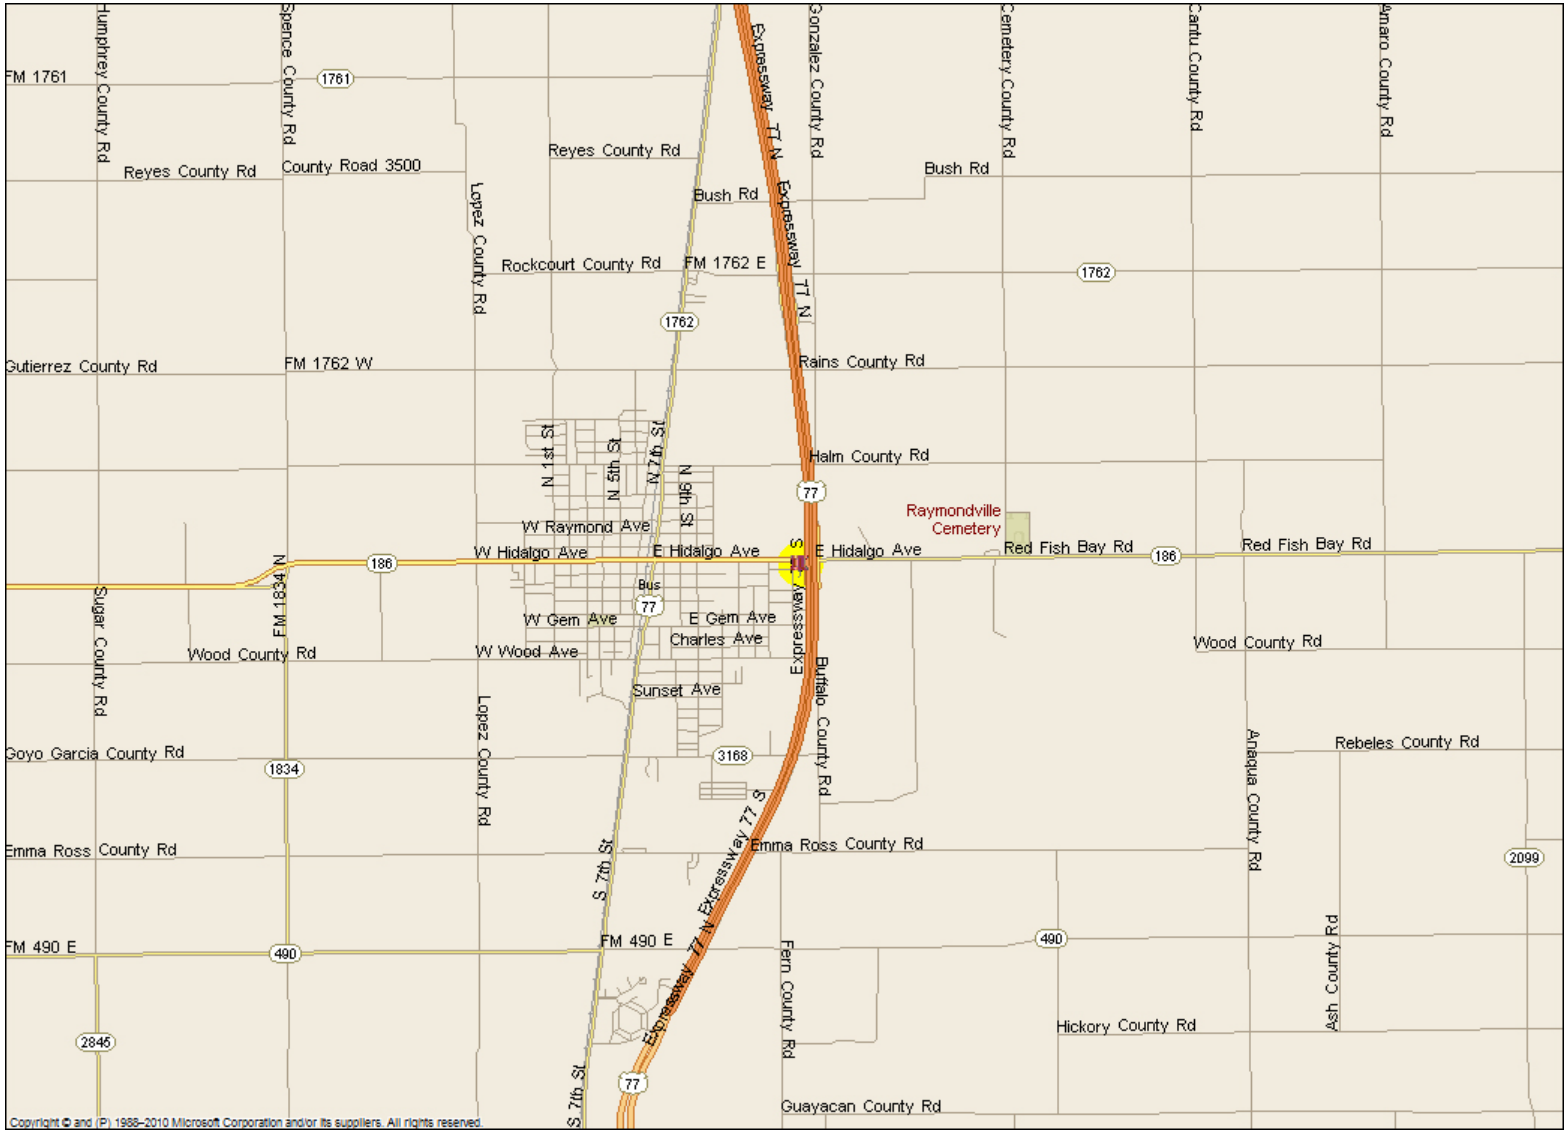 Humphrey County Rd
Spence County Rd
Gonzalez County Rd
Cemetery County Rd
Cantu County Rd
Amaro County Rd
Expressway 77 N
FM 1761
1761
Reyes County Rd
County Road 3500
Reyes County Rd
Bush Rd
Bush Rd
Lopez County Rd
Expressway 77 N
Rockcourt County Rd
FM 1762 E
1762
1762
Gutierrez County Rd
FM 1762 W
Rains County Rd
N 1st St
N 5th St
N 7th St
N 9th St
Halm County Rd
77
Raymondville
Cemetery
W Raymond Ave
W Hidalgo Ave
E Hidalgo Ave
E Hidalgo Ave
Red Fish Bay Rd
186
Red Fish Bay Rd
186
FM 1834 N
Bus
77
Expressway S
Sugar County Rd
W Gem Ave
E Gem Ave
Charles Ave
Wood County Rd
W Wood Ave
Wood County Rd
Buffalo County Rd
Sunset Ave
Lopez County Rd
Goyo Garcia County Rd
3168
1834
Anaqua County Rd
Rebeles County Rd
Expressway 77 S
Emma Ross County Rd
Emma Ross County Rd
2099
S 7th St
FM 490 E
490
FM 490 E
490
Expressway 77 N
Fern County Rd
Ash County Rd
Hickory County Rd
2845
77
S 7th St
Guayacan County Rd
Copyright © and (P) 1988–2010 Microsoft Corporation and/or its suppliers. All rights reserved.